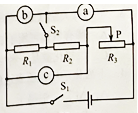 b a
S₂ P
R₁ R₂ R₃
c
S₁